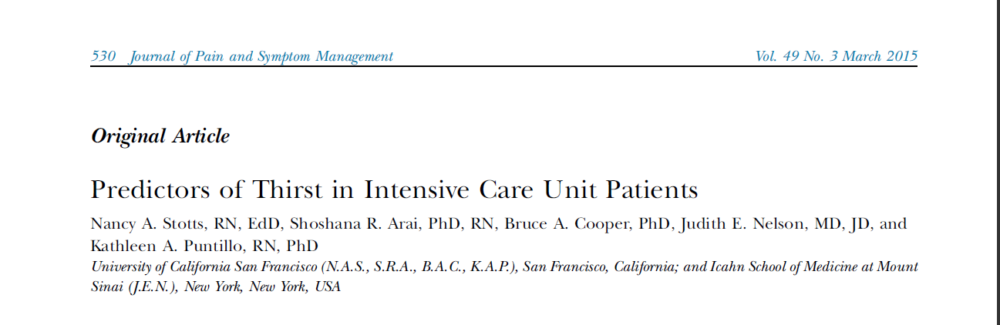 530 Journal of Pain and Symptom Management Vol. 49 No. 3 March 2015
Original Article
Predictors of Thirst in Intensive Care Unit Patients
Nancy A. Stotts, RN, EdD, Shoshana R. Arai, PhD, RN, Bruce A. Cooper, PhD, Judith E. Nelson, MD, JD, and
Kathleen A. Puntillo, RN, PhD
University of California San Francisco (N.A.S., S.R.A., B.A.C., K.A.P.), San Francisco, California; and Icahn School of Medicine at Mount
Sinai (J.E.N.), New York, New York, USA